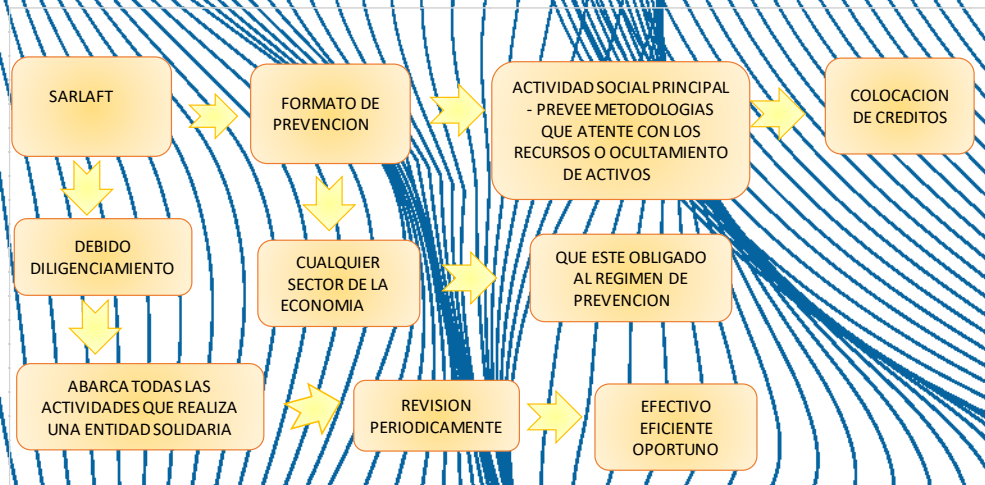 SARLAFT
FORMATO DE
PREVENCION
ACTIVIDAD SOCIAL PRINCIPAL
- PREVEE METODOLOGIAS
QUE ATENTE CON LOS
RECURSOS O OCULTAMIENTO
DE ACTIVOS
COLOCACION
DE CREDITOS
DEBIDO
DILIGENCIAMIENTO
CUALQUIER
SECTOR DE LA
ECONOMIA
QUE ESTE OBLIGADO
AL REGIMEN DE
PREVENCION
ABARCA TODAS LAS
ACTIVIDADES QUE REALIZA
UNA ENTIDAD SOLIDARIA
REVISION
PERIODICAMENTE
EFECTIVO
EFICIENTE
OPORTUNO